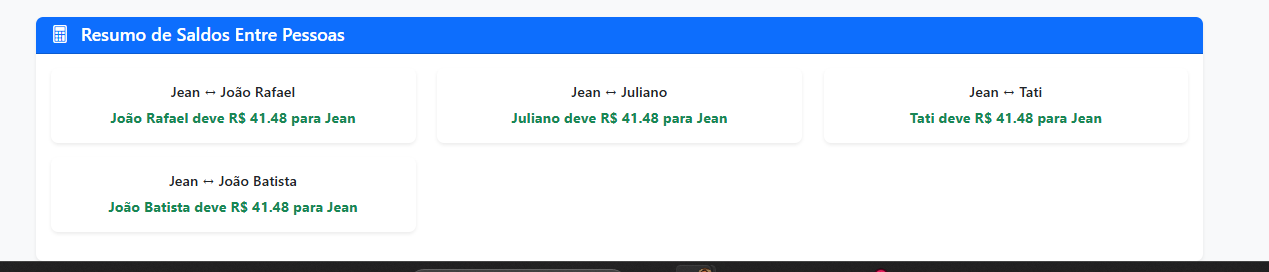 Resumo de Saldos Entre Pessoas
Jean ↔ João Rafael
João Rafael deve R$ 41.48 para Jean
Jean ↔ Juliano
Juliano deve R$ 41.48 para Jean
Jean ↔ Tati
Tati deve R$ 41.48 para Jean
Jean ↔ João Batista
João Batista deve R$ 41.48 para Jean